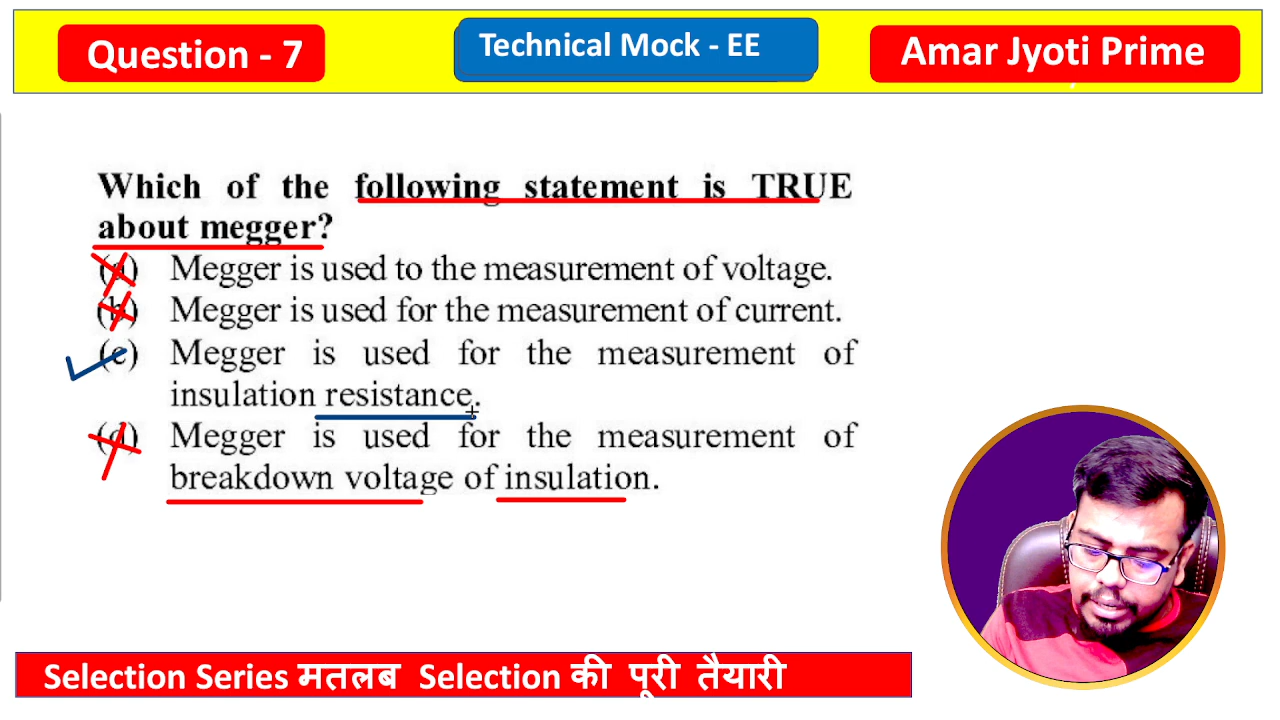 Question - 7
Technical Mock - EE
Amar Jyoti Prime
Which of the following statement is TRUE
about megger?
(a) Megger is used to the measurement of voltage.
(b) Megger is used for the measurement of current.
(c) Megger is used for the measurement of
insulation resistance.
(d) Megger is used for the measurement of
breakdown voltage of insulation.
Selection Series मतलब Selection की पूरी तैयारी